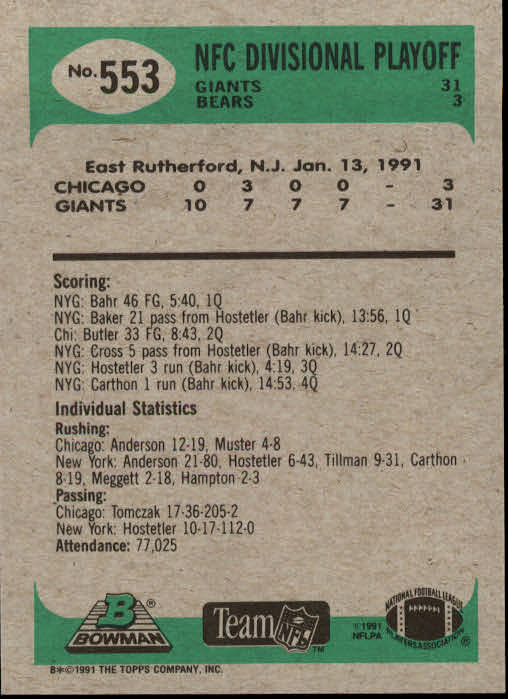 No. 553
NFC DIVISIONAL PLAYOFF
GIANTS 31
BEARS 3
East Rutherford, N.J. Jan. 13, 1991
CHICAGO 0 3 0 0 - 3
GIANTS 10 7 7 7 - 31
Scoring:
NYG: Bahr 46 FG, 5:40, 1Q
NYG: Baker 21 pass from Hostetler (Bahr kick), 13:56, 1Q
Chi: Butler 33 FG, 8:43, 2Q
NYG: Cross 5 pass from Hostetler (Bahr kick), 14:27, 2Q
NYG: Hostetler 3 run (Bahr kick), 4:19, 3Q
NYG: Carthon 1 run (Bahr kick), 14:53, 4Q
Individual Statistics
Rushing:
Chicago: Anderson 12-19, Muster 4-8
New York: Anderson 21-80, Hostetler 6-43, Tillman 9-31, Carthon
8-19, Meggett 2-18, Hampton 2-3
Passing:
Chicago: Tomczak 17-36-205-2
New York: Hostetler 10-17-112-0
Attendance: 77,025
B®
BOWMAN
Team NFL™
©1991
NFLPA
NATIONAL FOOTBALL LEAGUE
PLAYERS ASSOCIATION ®
B*©1991 THE TOPPS COMPANY, INC.